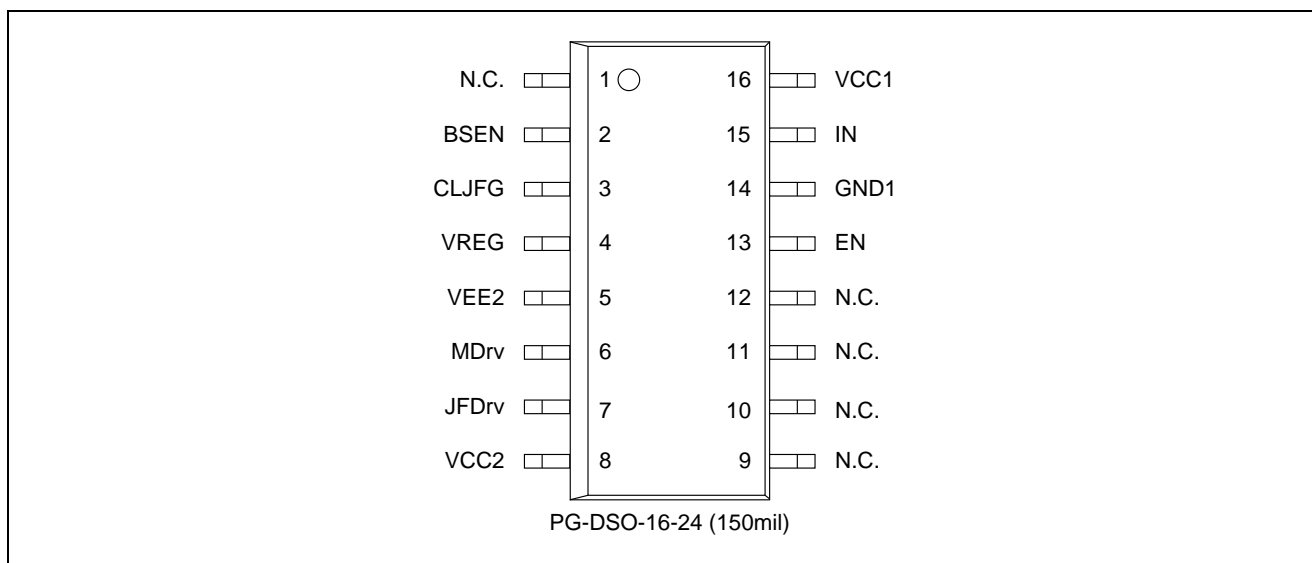 N.C. 1 16 VCC1
BSEN 2 15 IN
CLJFG 3 14 GND1
VREG 4 13 EN
VEE2 5 12 N.C.
MDrv 6 11 N.C.
JFDrv 7 10 N.C.
VCC2 8 9 N.C.
PG-DSO-16-24 (150mil)